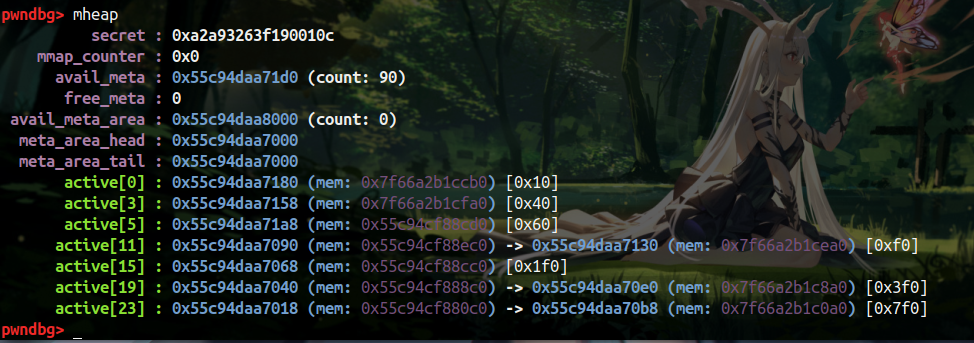 pwndbg> mheap
secret : 0xa2a93263f190010c
mmap_counter : 0x0
avail_meta : 0x55c94daa71d0 (count: 90)
free_meta : 0
avail_meta_area : 0x55c94daa8000 (count: 0)
meta_area_head : 0x55c94daa7000
meta_area_tail : 0x55c94daa7000
active[0] : 0x55c94daa7180 (mem: 0x7f66a2b1ccb0) [0x10]
active[3] : 0x55c94daa7158 (mem: 0x7f66a2b1cfa0) [0x40]
active[5] : 0x55c94daa71a8 (mem: 0x55c94cf88cd0) [0x60]
active[11] : 0x55c94daa7090 (mem: 0x55c94cf88ec0) -> 0x55c94daa7130 (mem: 0x7f66a2b1cea0) [0xf0]
active[15] : 0x55c94daa7068 (mem: 0x55c94cf88cc0) [0x1f0]
active[19] : 0x55c94daa7040 (mem: 0x55c94cf888c0) -> 0x55c94daa70e0 (mem: 0x7f66a2b1c8a0) [0x3f0]
active[23] : 0x55c94daa7018 (mem: 0x55c94cf880c0) -> 0x55c94daa70b8 (mem: 0x7f66a2b1c0a0) [0x7f0]
pwndbg> _